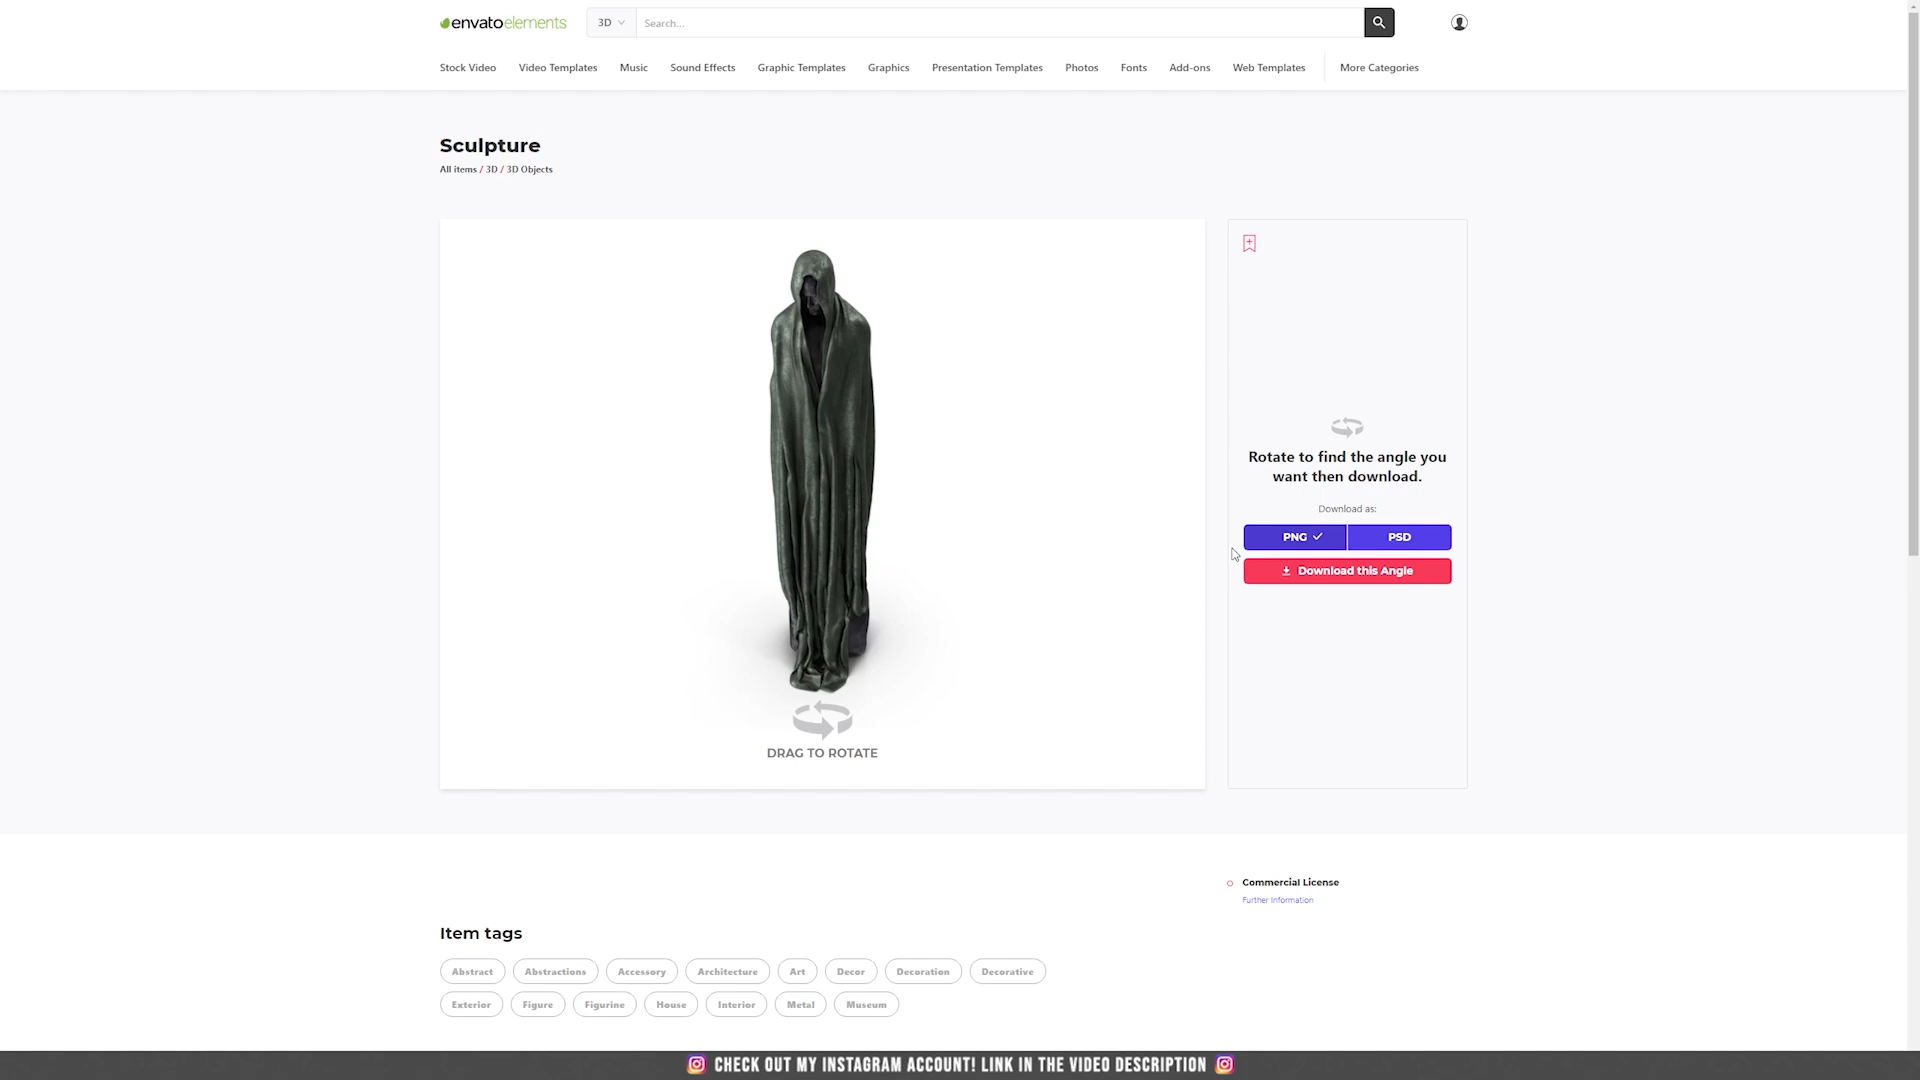 envatoelements
3D
Search...
Stock Video
Video Templates
Music
Sound Effects
Graphic Templates
Graphics
Presentation Templates
Photos
Fonts
Add-ons
Web Templates
More Categories
Sculpture
All items / 3D / 3D Objects
DRAG TO ROTATE
Rotate to find the angle you
want then download.
Download as:
PNG
PSD
Download this Angle
Commercial License
Further Information
Item tags
Abstract
Abstractions
Accessory
Architecture
Art
Decor
Decoration
Decorative
Exterior
Figure
Figurine
House
Interior
Metal
Museum
CHECK OUT MY INSTAGRAM ACCOUNT! LINK IN THE VIDEO DESCRIPTION